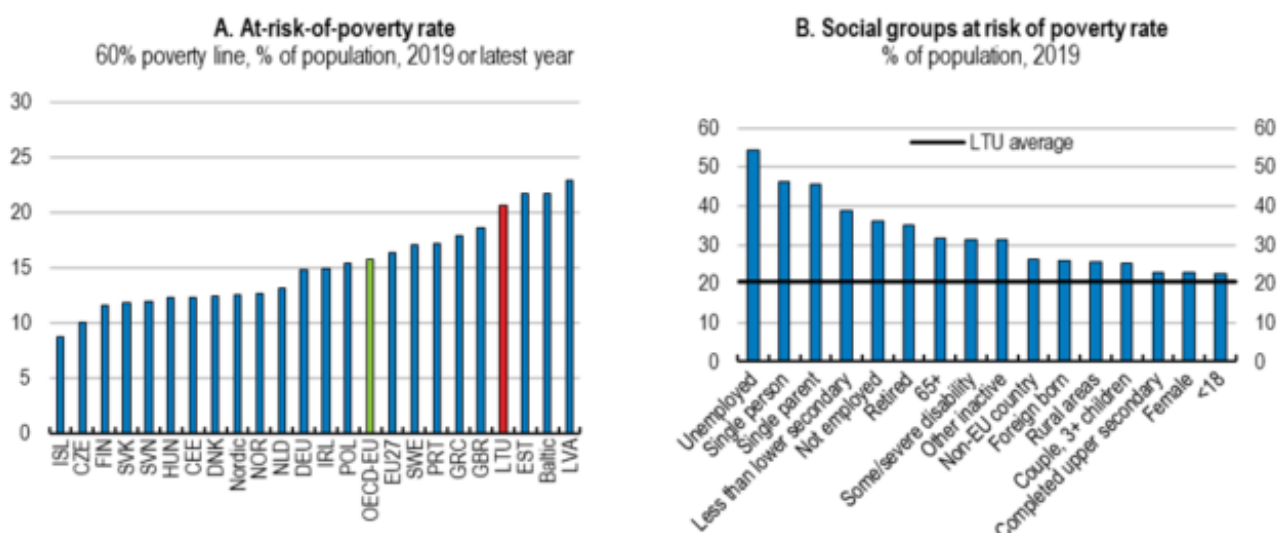 A. At-risk-of-poverty rate
60% poverty line, % of population, 2019 or latest year
30
25
20
15
10
5
0
ISL
CZE
FIN
SVK
SVN
HUN
CEE
DNK
Nordic
NOR
NLD
DEU
IRL
POL
OECD-EU
EU27
SWE
PRT
GRC
GBR
LTU
EST
Baltic
LVA
B. Social groups at risk of poverty rate
% of population, 2019
60
50
40
30
20
10
0
LTU average
60
50
40
30
20
10
0
Unemployed
Single person
Single parent
Less than lower secondary
Not employed
Retired
65+
Some/severe disability
Other inactive
Non-EU country
Foreign born
Rural areas
Couple, 3+ children
Completed upper secondary
Female
<18